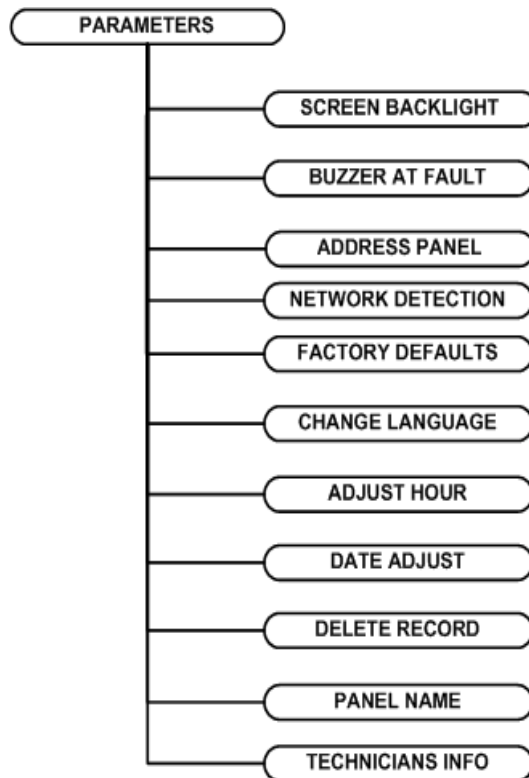 PARAMETERS
SCREEN BACKLIGHT
BUZZER AT FAULT
ADDRESS PANEL
NETWORK DETECTION
FACTORY DEFAULTS
CHANGE LANGUAGE
ADJUST HOUR
DATE ADJUST
DELETE RECORD
PANEL NAME
TECHNICIANS INFO